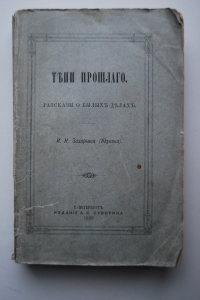 ТѢНИ ПРОШЛАГО.
РАЗСКАЗЫ О БЫЛЫХЪ ДѢЛАХЪ.
И. Н. Захарьина (Якунина)
С.-ПЕТЕРБУРГЪ
ИЗДАНІЕ А. С. СУВОРИНА